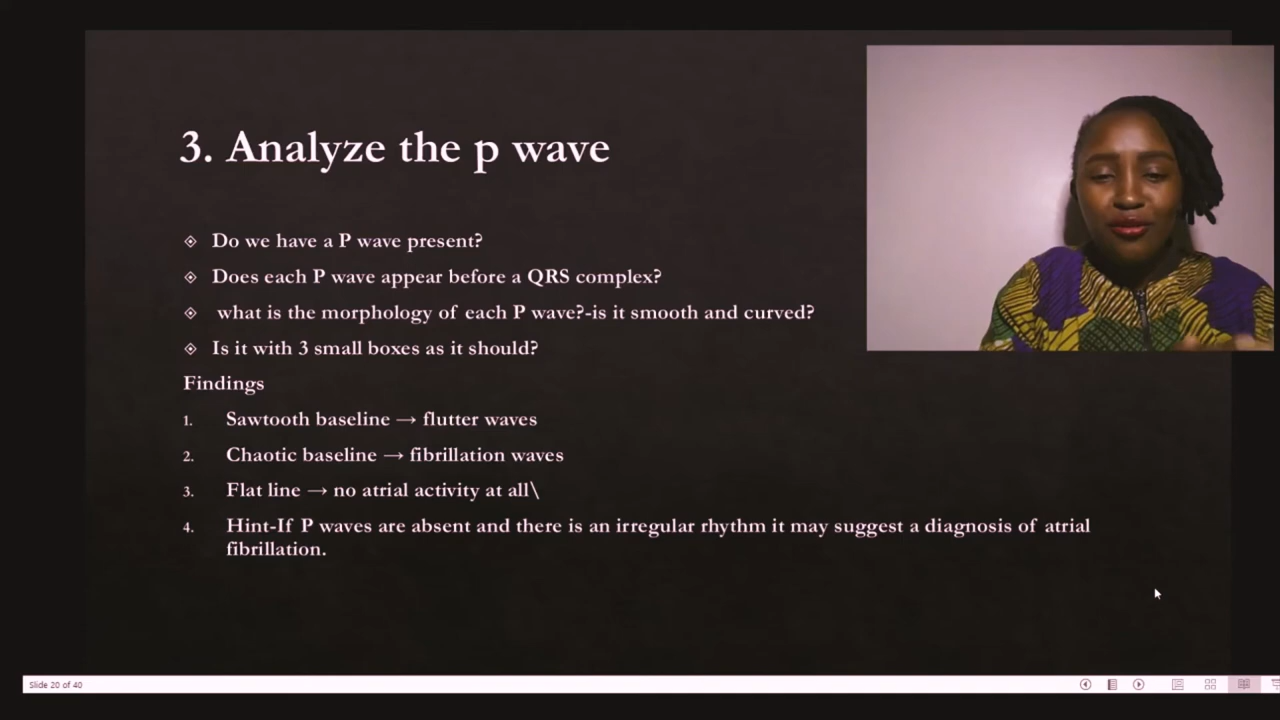 3. Analyze the p wave
Do we have a P wave present?
Does each P wave appear before a QRS complex?
what is the morphology of each P wave?-is it smooth and curved?
Is it with 3 small boxes as it should?
Findings
1. Sawtooth baseline → flutter waves
2. Chaotic baseline → fibrillation waves
3. Flat line → no atrial activity at all\
4. Hint-If P waves are absent and there is an irregular rhythm it may suggest a diagnosis of atrial
fibrillation.
Slide 20 of 40